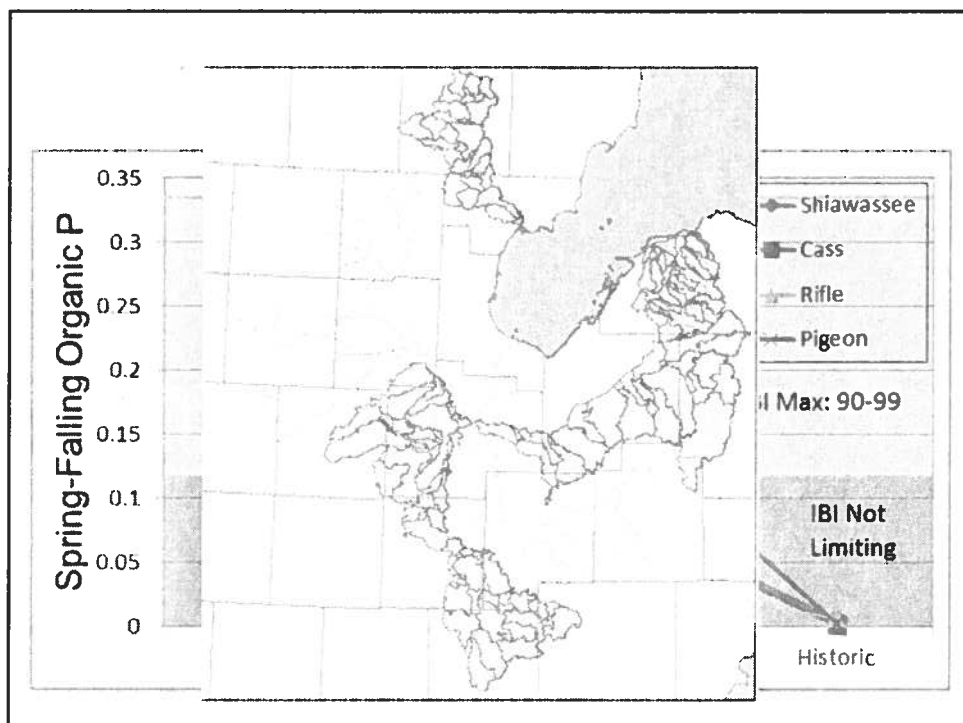 Spring-Falling Organic P
0.35
0.3
0.25
0.2
0.15
0.1
0.05
0
Shiawassee
Cass
Rifle
Pigeon
BI Max: 90-99
IBI Not
Limiting
Historic